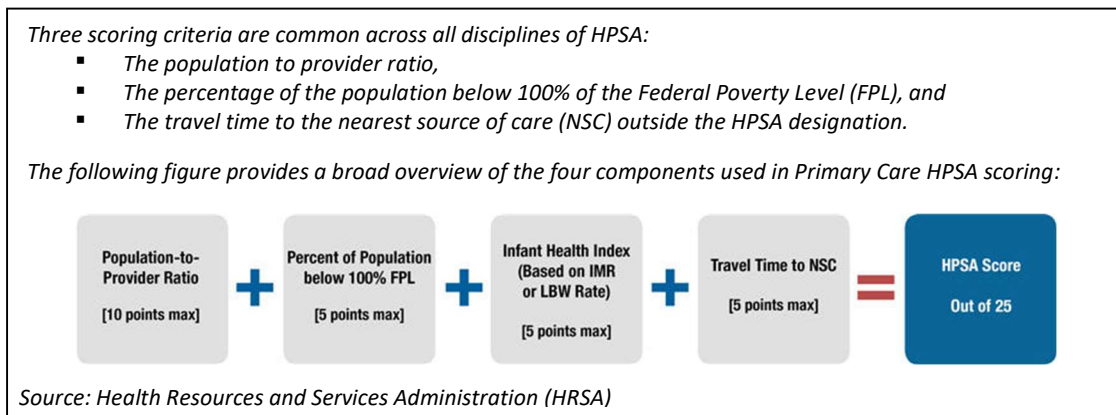 Three scoring criteria are common across all disciplines of HPSA:
▪ The population to provider ratio,
▪ The percentage of the population below 100% of the Federal Poverty Level (FPL), and
▪ The travel time to the nearest source of care (NSC) outside the HPSA designation.
The following figure provides a broad overview of the four components used in Primary Care HPSA scoring:
Population-to-
Provider Ratio
[10 points max]
+
Percent of Population
below 100% FPL
[5 points max]
+
Infant Health Index
(Based on IMR
or LBW Rate)
[5 points max]
+
Travel Time to NSC
[5 points max]
=
HPSA Score
Out of 25
Source: Health Resources and Services Administration (HRSA)